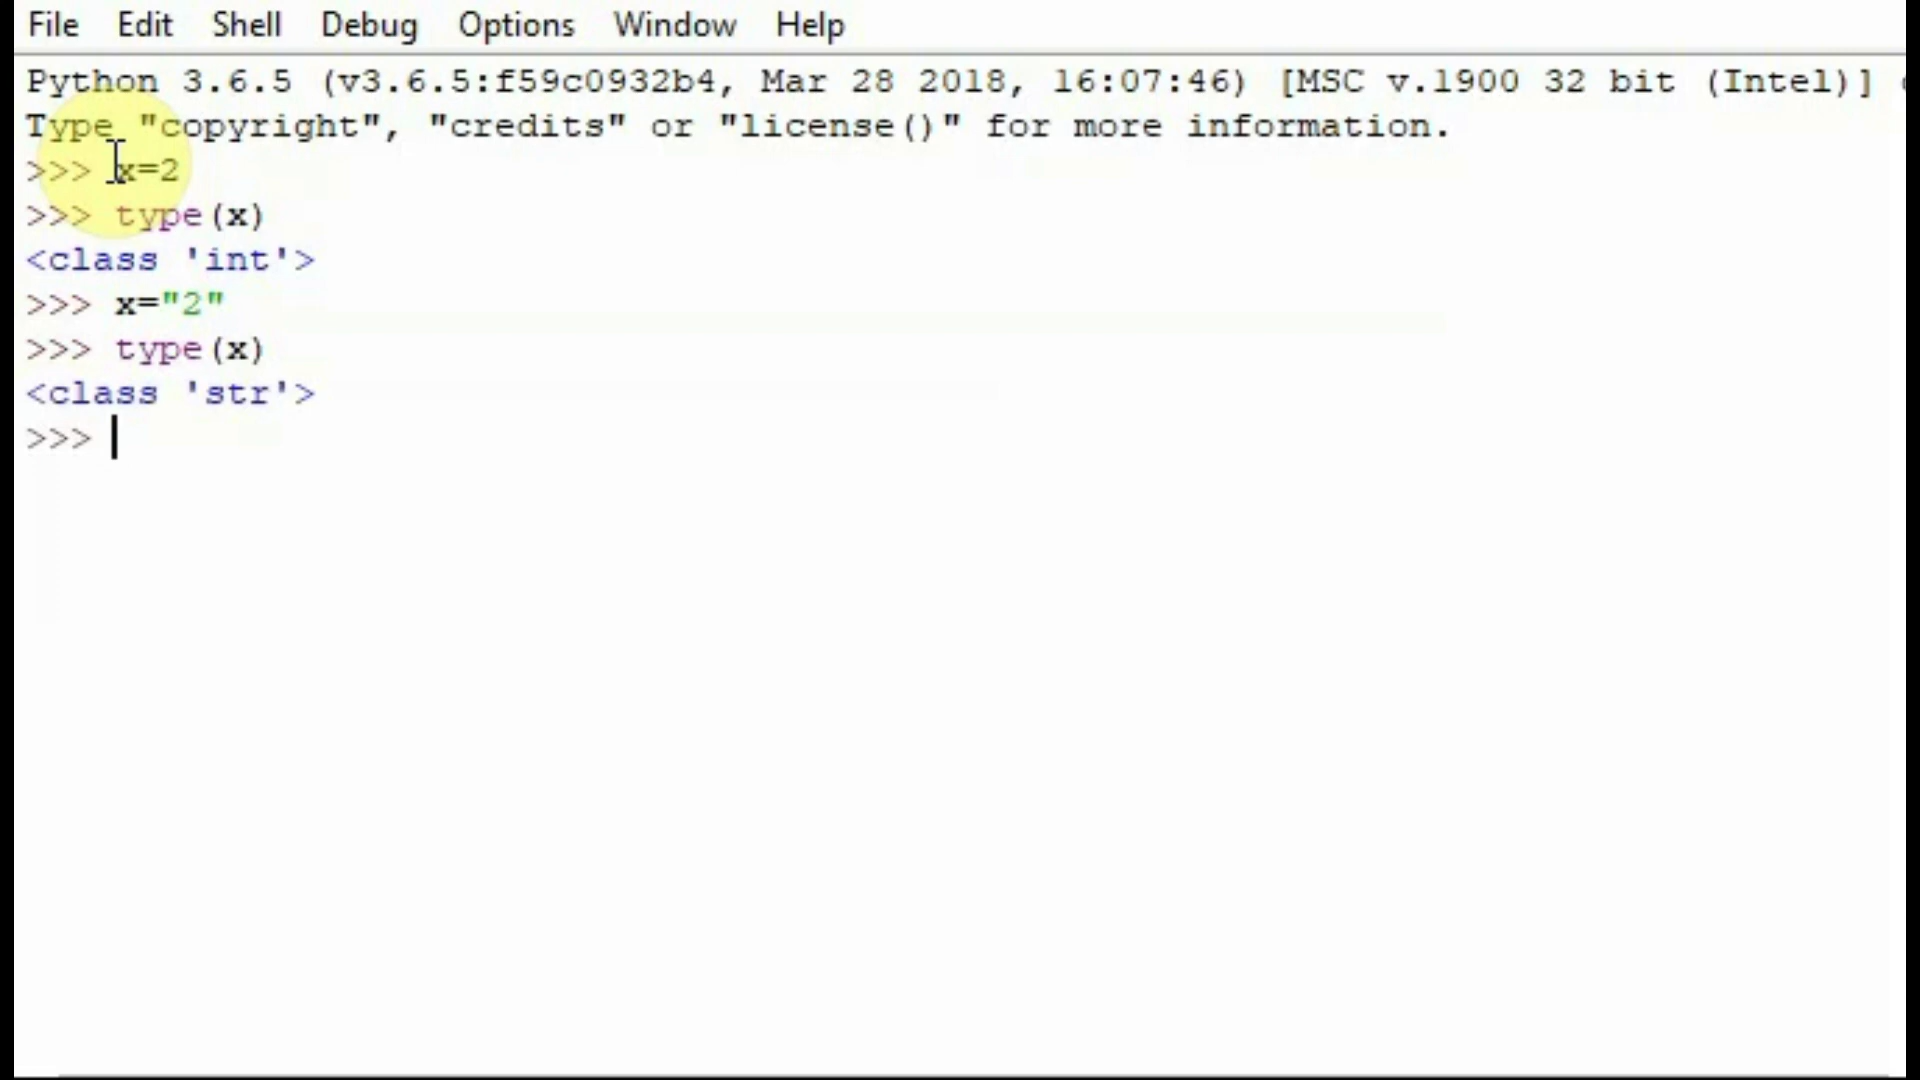 File Edit Shell Debug Options Window Help
Python 3.6.5 (v3.6.5:f59c0932b4, Mar 28 2018, 16:07:46) [MSC v.1900 32 bit (Intel)]
Type "copyright", "credits" or "license()" for more information.
>>> x=2
>>> type(x)
<class 'int'>
>>> x="2"
>>> type(x)
<class 'str'>
>>>